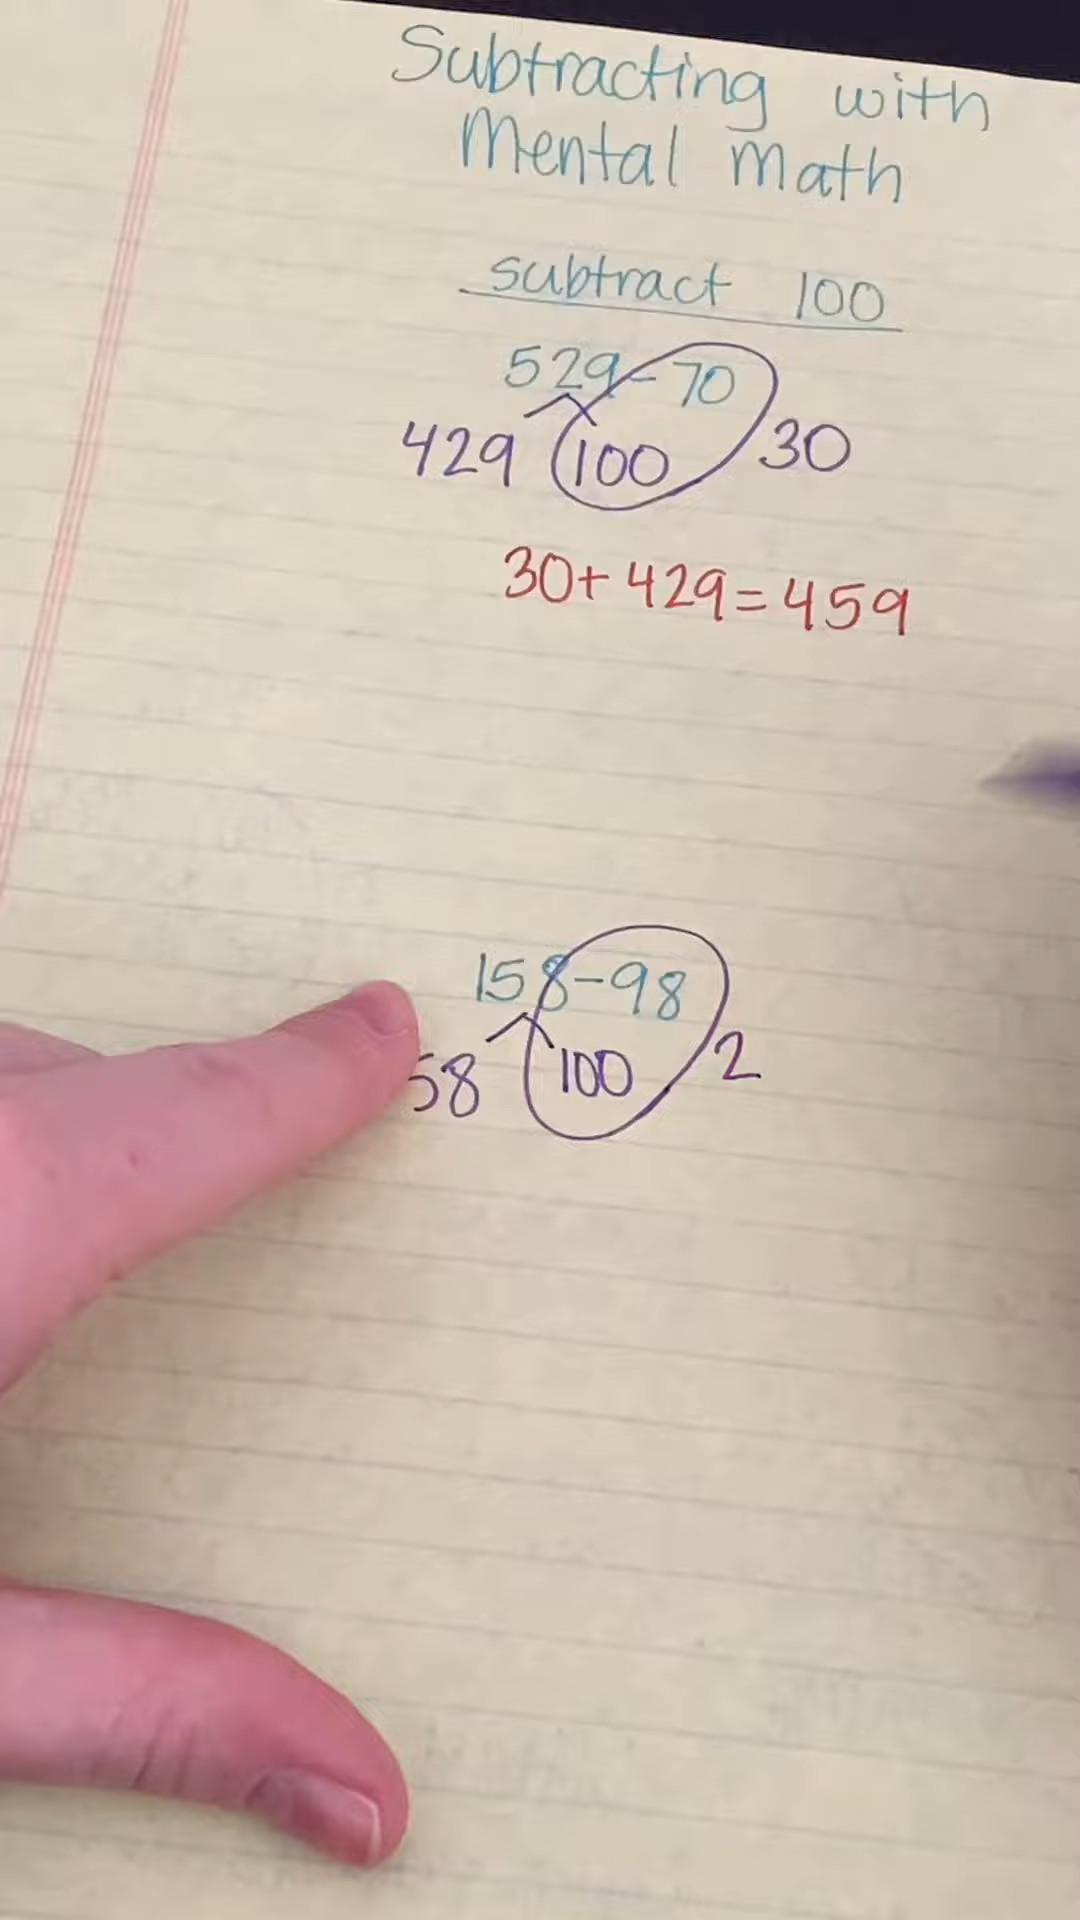 Subtracting with
Mental Math
subtract 100
529-70
429 100 30
30+429=459
158-98
58 100 2